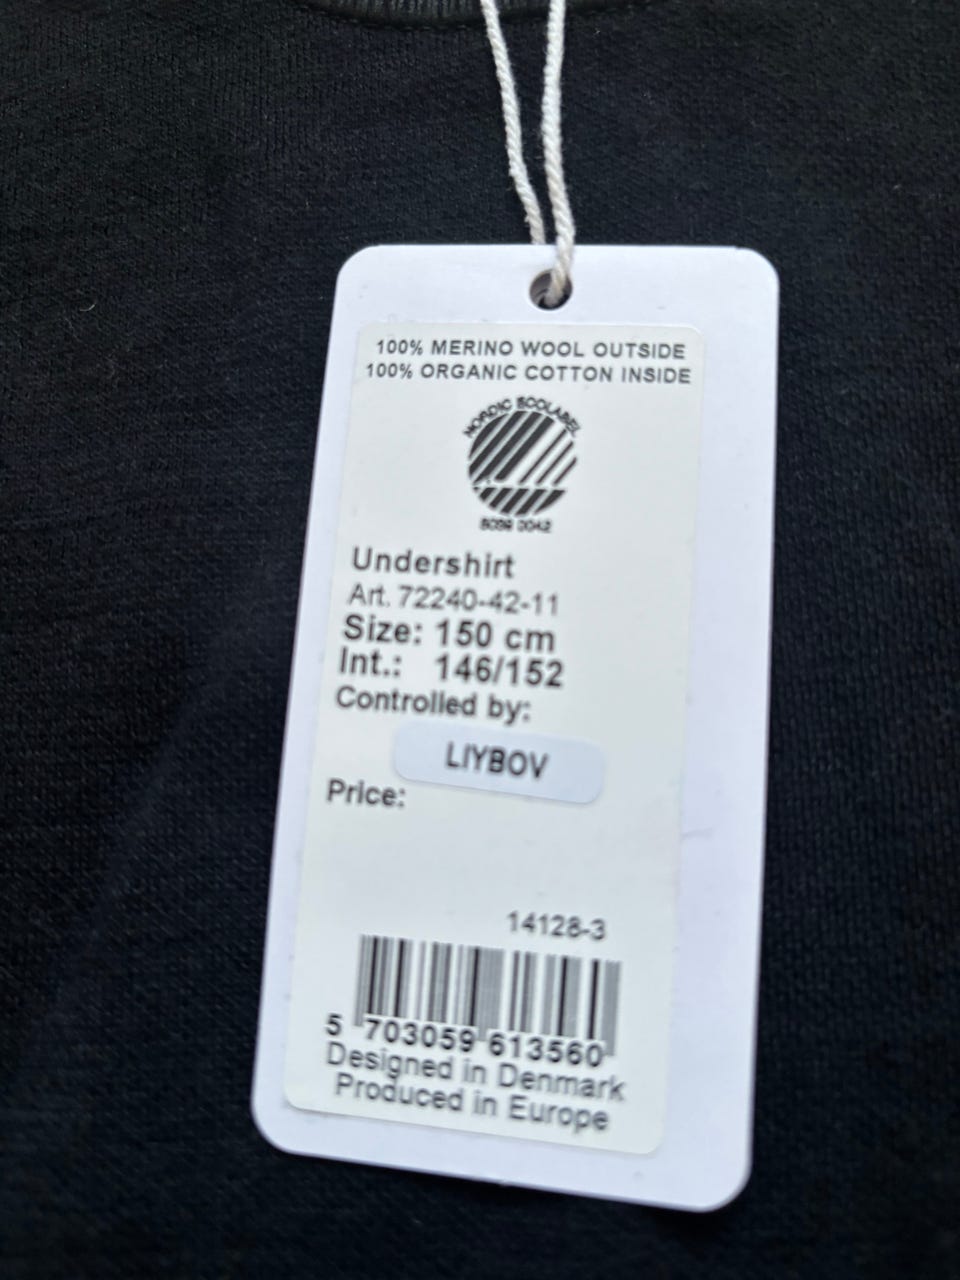 100% MERINO WOOL OUTSIDE
100% ORGANIC COTTON INSIDE
NORDIC ECOLABEL
5039 0042
Undershirt
Art. 72240-42-11
Size: 150 cm
Int.: 146/152
Controlled by:
LIYBOV
Price:
14128-3
5 703059 613560
Designed in Denmark
Produced in Europe